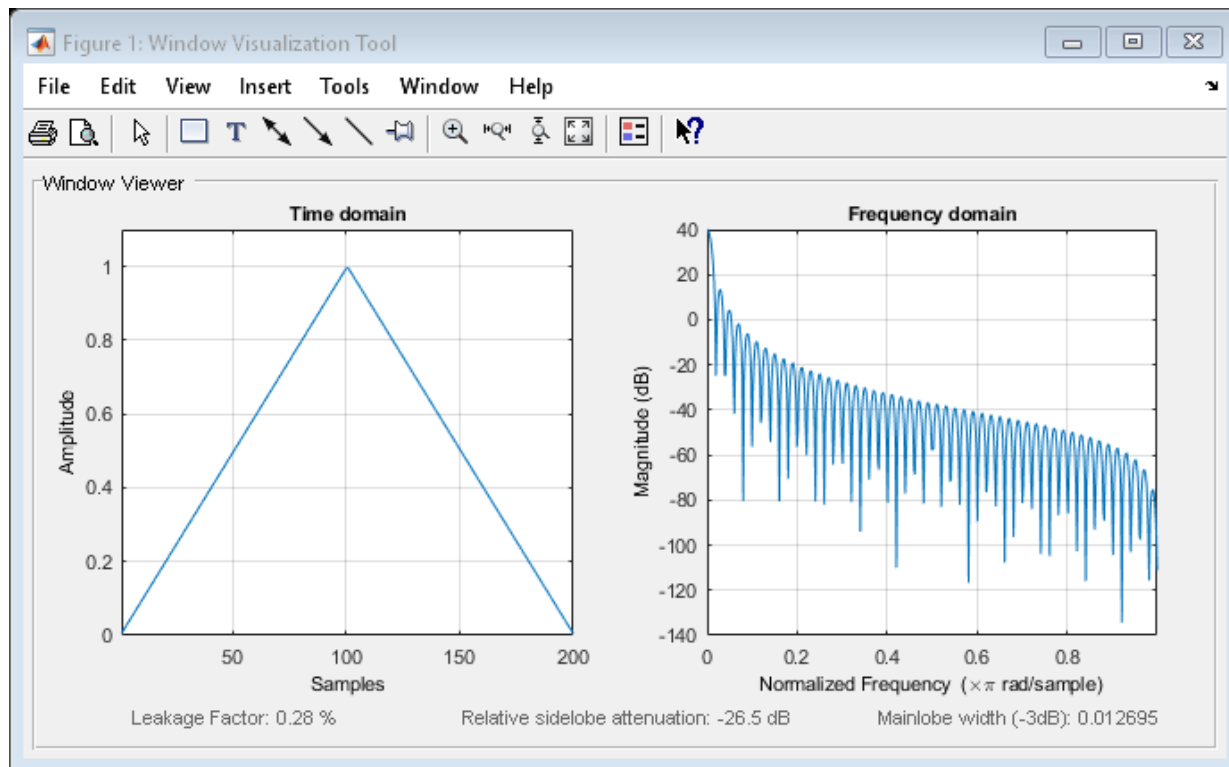 Figure 1: Window Visualization Tool
File Edit View Insert Tools Window Help
T
?
Window Viewer
Time domain
1
0.8
0.6
0.4
0.2
0
Amplitude
50 100 150 200
Samples
Frequency domain
40
20
0
-20
-40
-60
-80
-100
-120
-140
Magnitude (dB)
0 0.2 0.4 0.6 0.8
Normalized Frequency (×π rad/sample)
Leakage Factor: 0.28 % Relative sidelobe attenuation: -26.5 dB Mainlobe width (-3dB): 0.012695